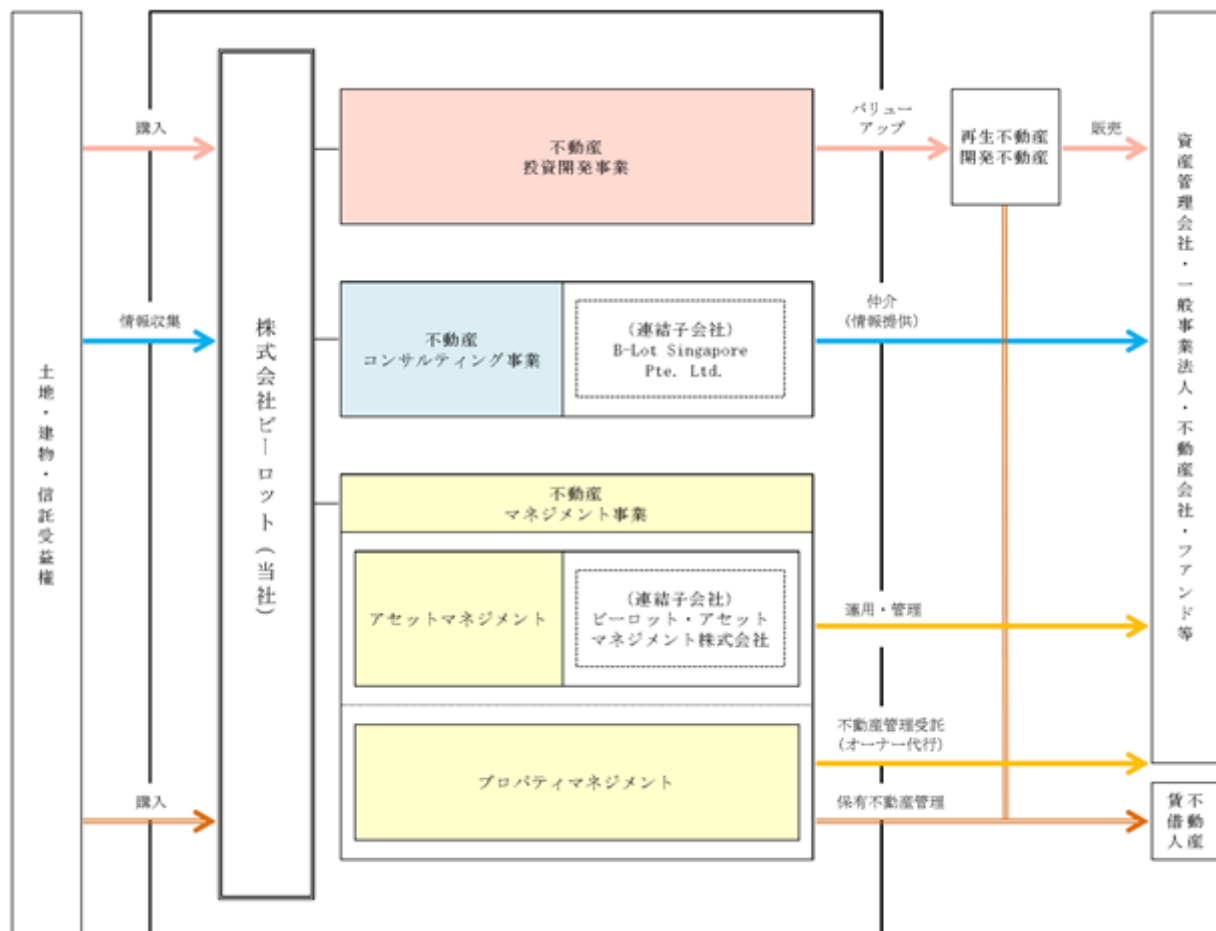 土地・建物・信託受益権
購入
情報収集
購入
株式会社ビーロット(当社)
不動産
投資開発事業
バリュー
アップ
再生不動産
開発不動産
販売
不動産
コンサルティング事業
(連結子会社)
B-Lot Singapore
Pte. Ltd.
仲介
(情報提供)
不動産
マネジメント事業
アセットマネジメント
(連結子会社)
ビーロット・アセット
マネジメント株式会社
運用・管理
プロパティマネジメント
不動産管理受託
(オーナー代行)
保有不動産管理
資産管理会社・一般事業法人・不動産会社・ファンド等
不動産
賃借人